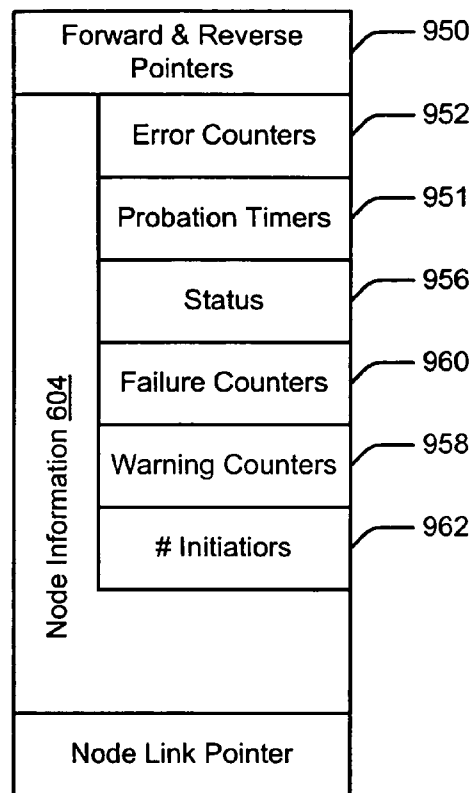 Forward & Reverse
Pointers
950
Node Information 604
Error Counters
952
Probation Timers
951
Status
956
Failure Counters
960
Warning Counters
958
# Initiatiors
962
Node Link Pointer